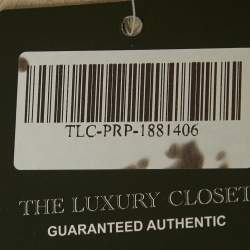 TLC-PRP-1881406
THE LUXURY CLOSET
GUARANTEED AUTHENTIC